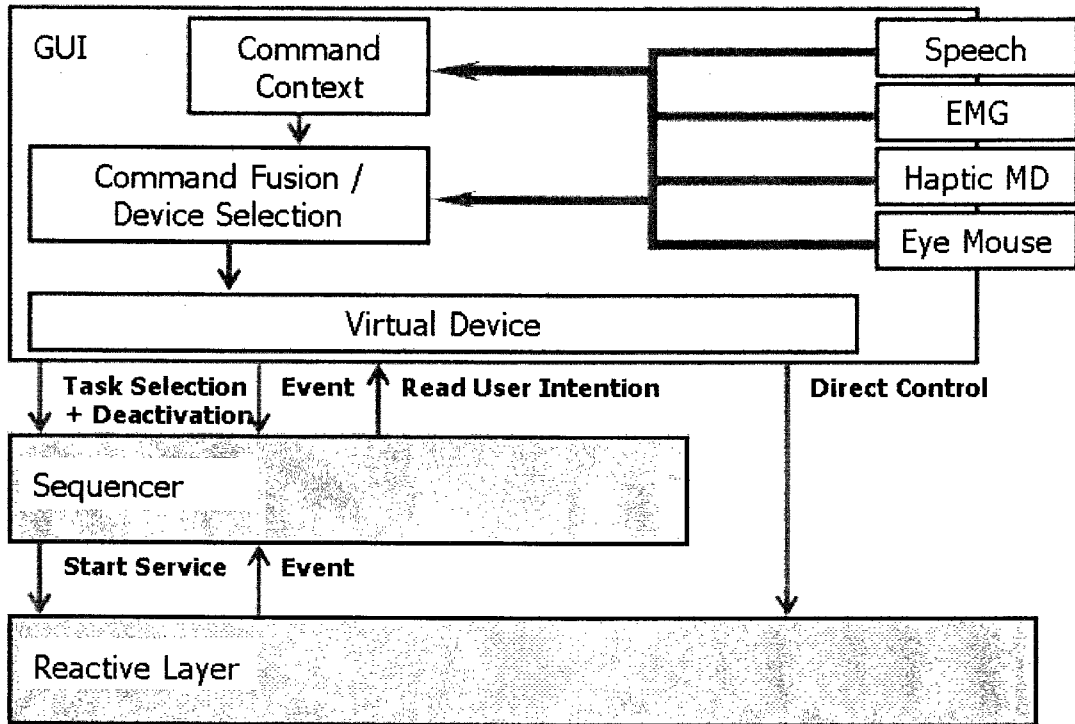 GUI
Command
Context
Speech
EMG
Haptic MD
Eye Mouse
Command Fusion /
Device Selection
Virtual Device
Task Selection
+ Deactivation
Event
Read User Intention
Direct Control
Sequencer
Start Service
Event
Reactive Layer